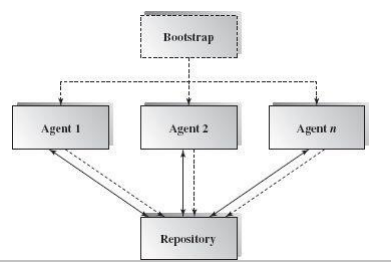 Bootstrap
Agent 1
Agent 2
Agent n
Repository